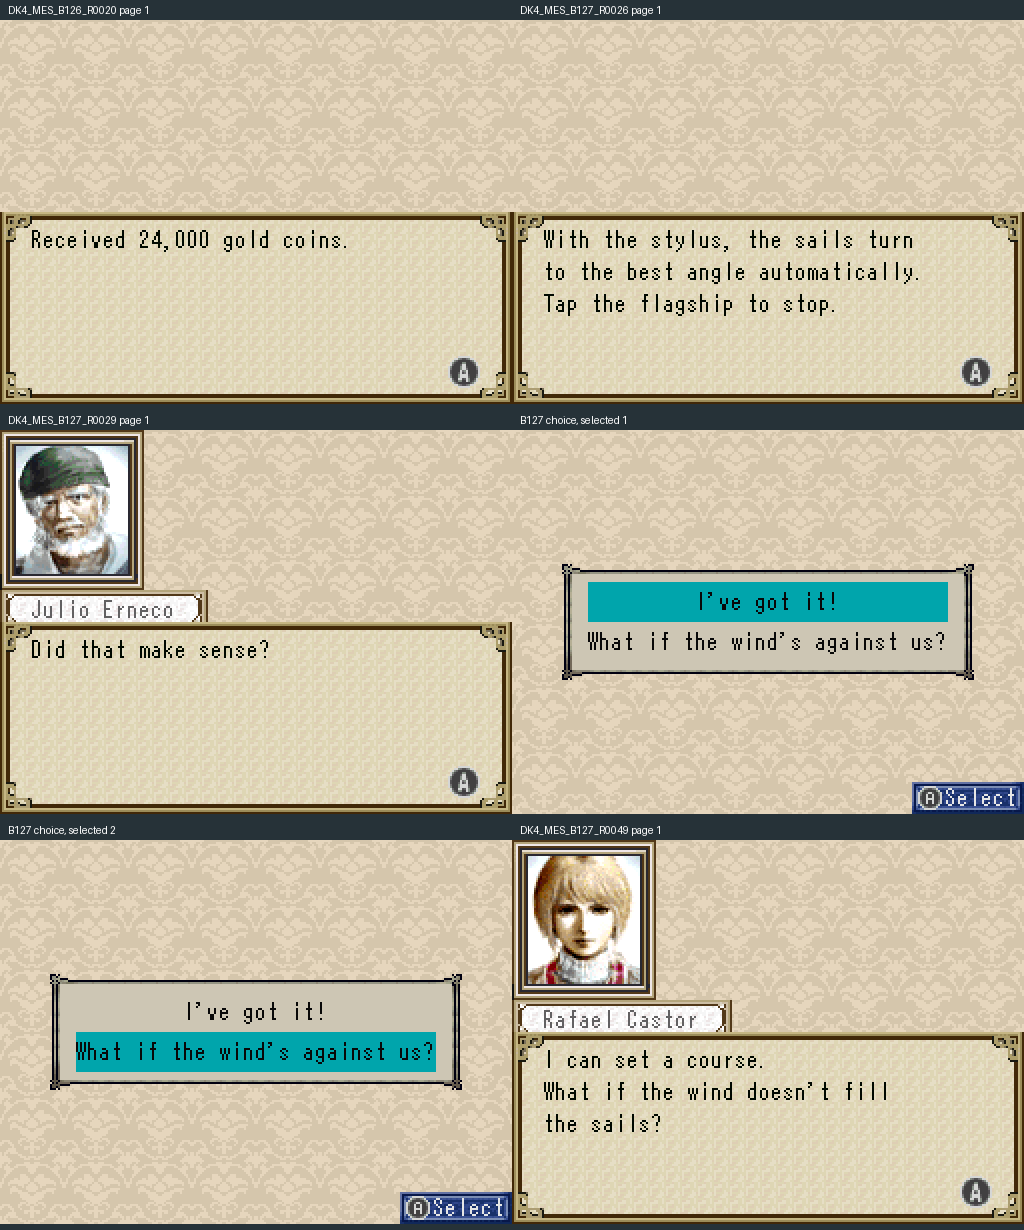 DK4_MES_B126_R0020 page 1
Received 24,000 gold coins.
A
DK4_MES_B127_R0026 page 1
With the stylus, the sails turn
to the best angle automatically.
Tap the flagship to stop.
A
DK4_MES_B127_R0029 page 1
Julio Erneco
Did that make sense?
A
B127 choice, selected 1
I've got it!
What if the wind's against us?
A Select
B127 choice, selected 2
I've got it!
What if the wind's against us?
A Select
DK4_MES_B127_R0049 page 1
Rafael Castor
I can set a course.
What if the wind doesn't fill
the sails?
A